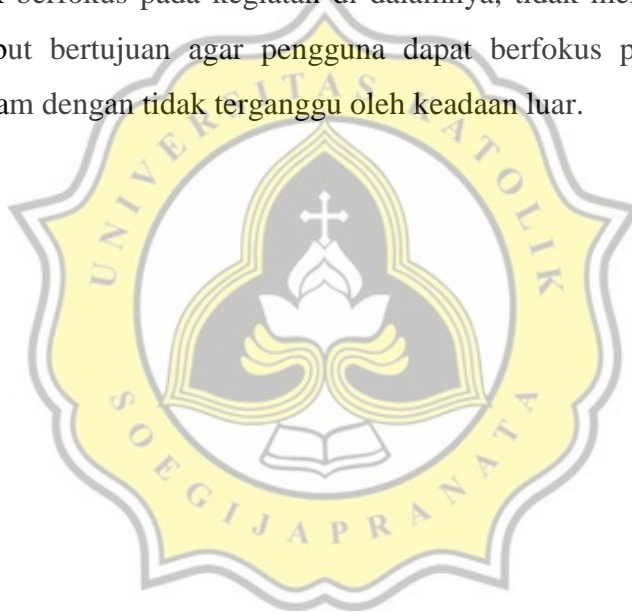 berfokus pada kegiatan di dalamnya, tidak
but bertujuan agar pengguna dapat berfokus
am dengan tidak terganggu oleh keadaan luar.
UNIVERSITAS KATOLIK
SOEGIJAPRANATA